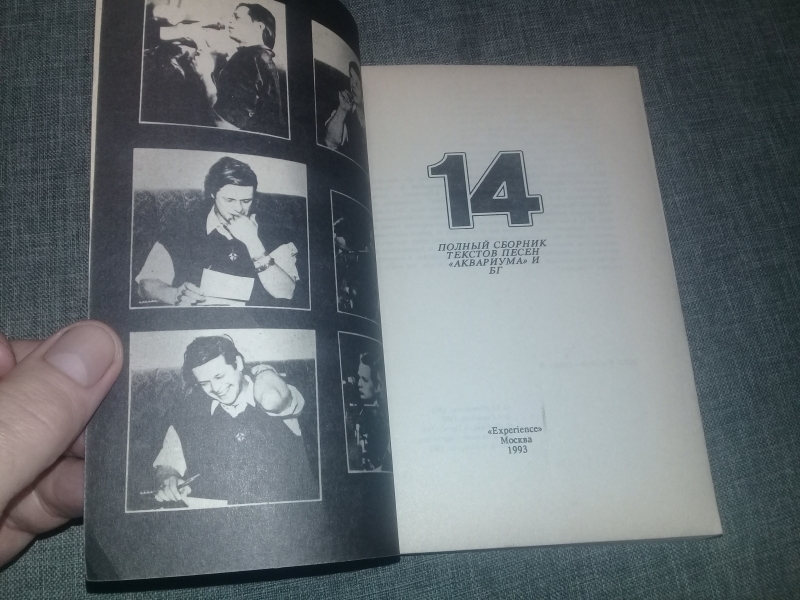 14
ПОЛНЫЙ СБОРНИК
ТЕКСТОВ ПЕСЕН
«АКВАРИУМА» И
БГ
«Experience»
Москва
1993